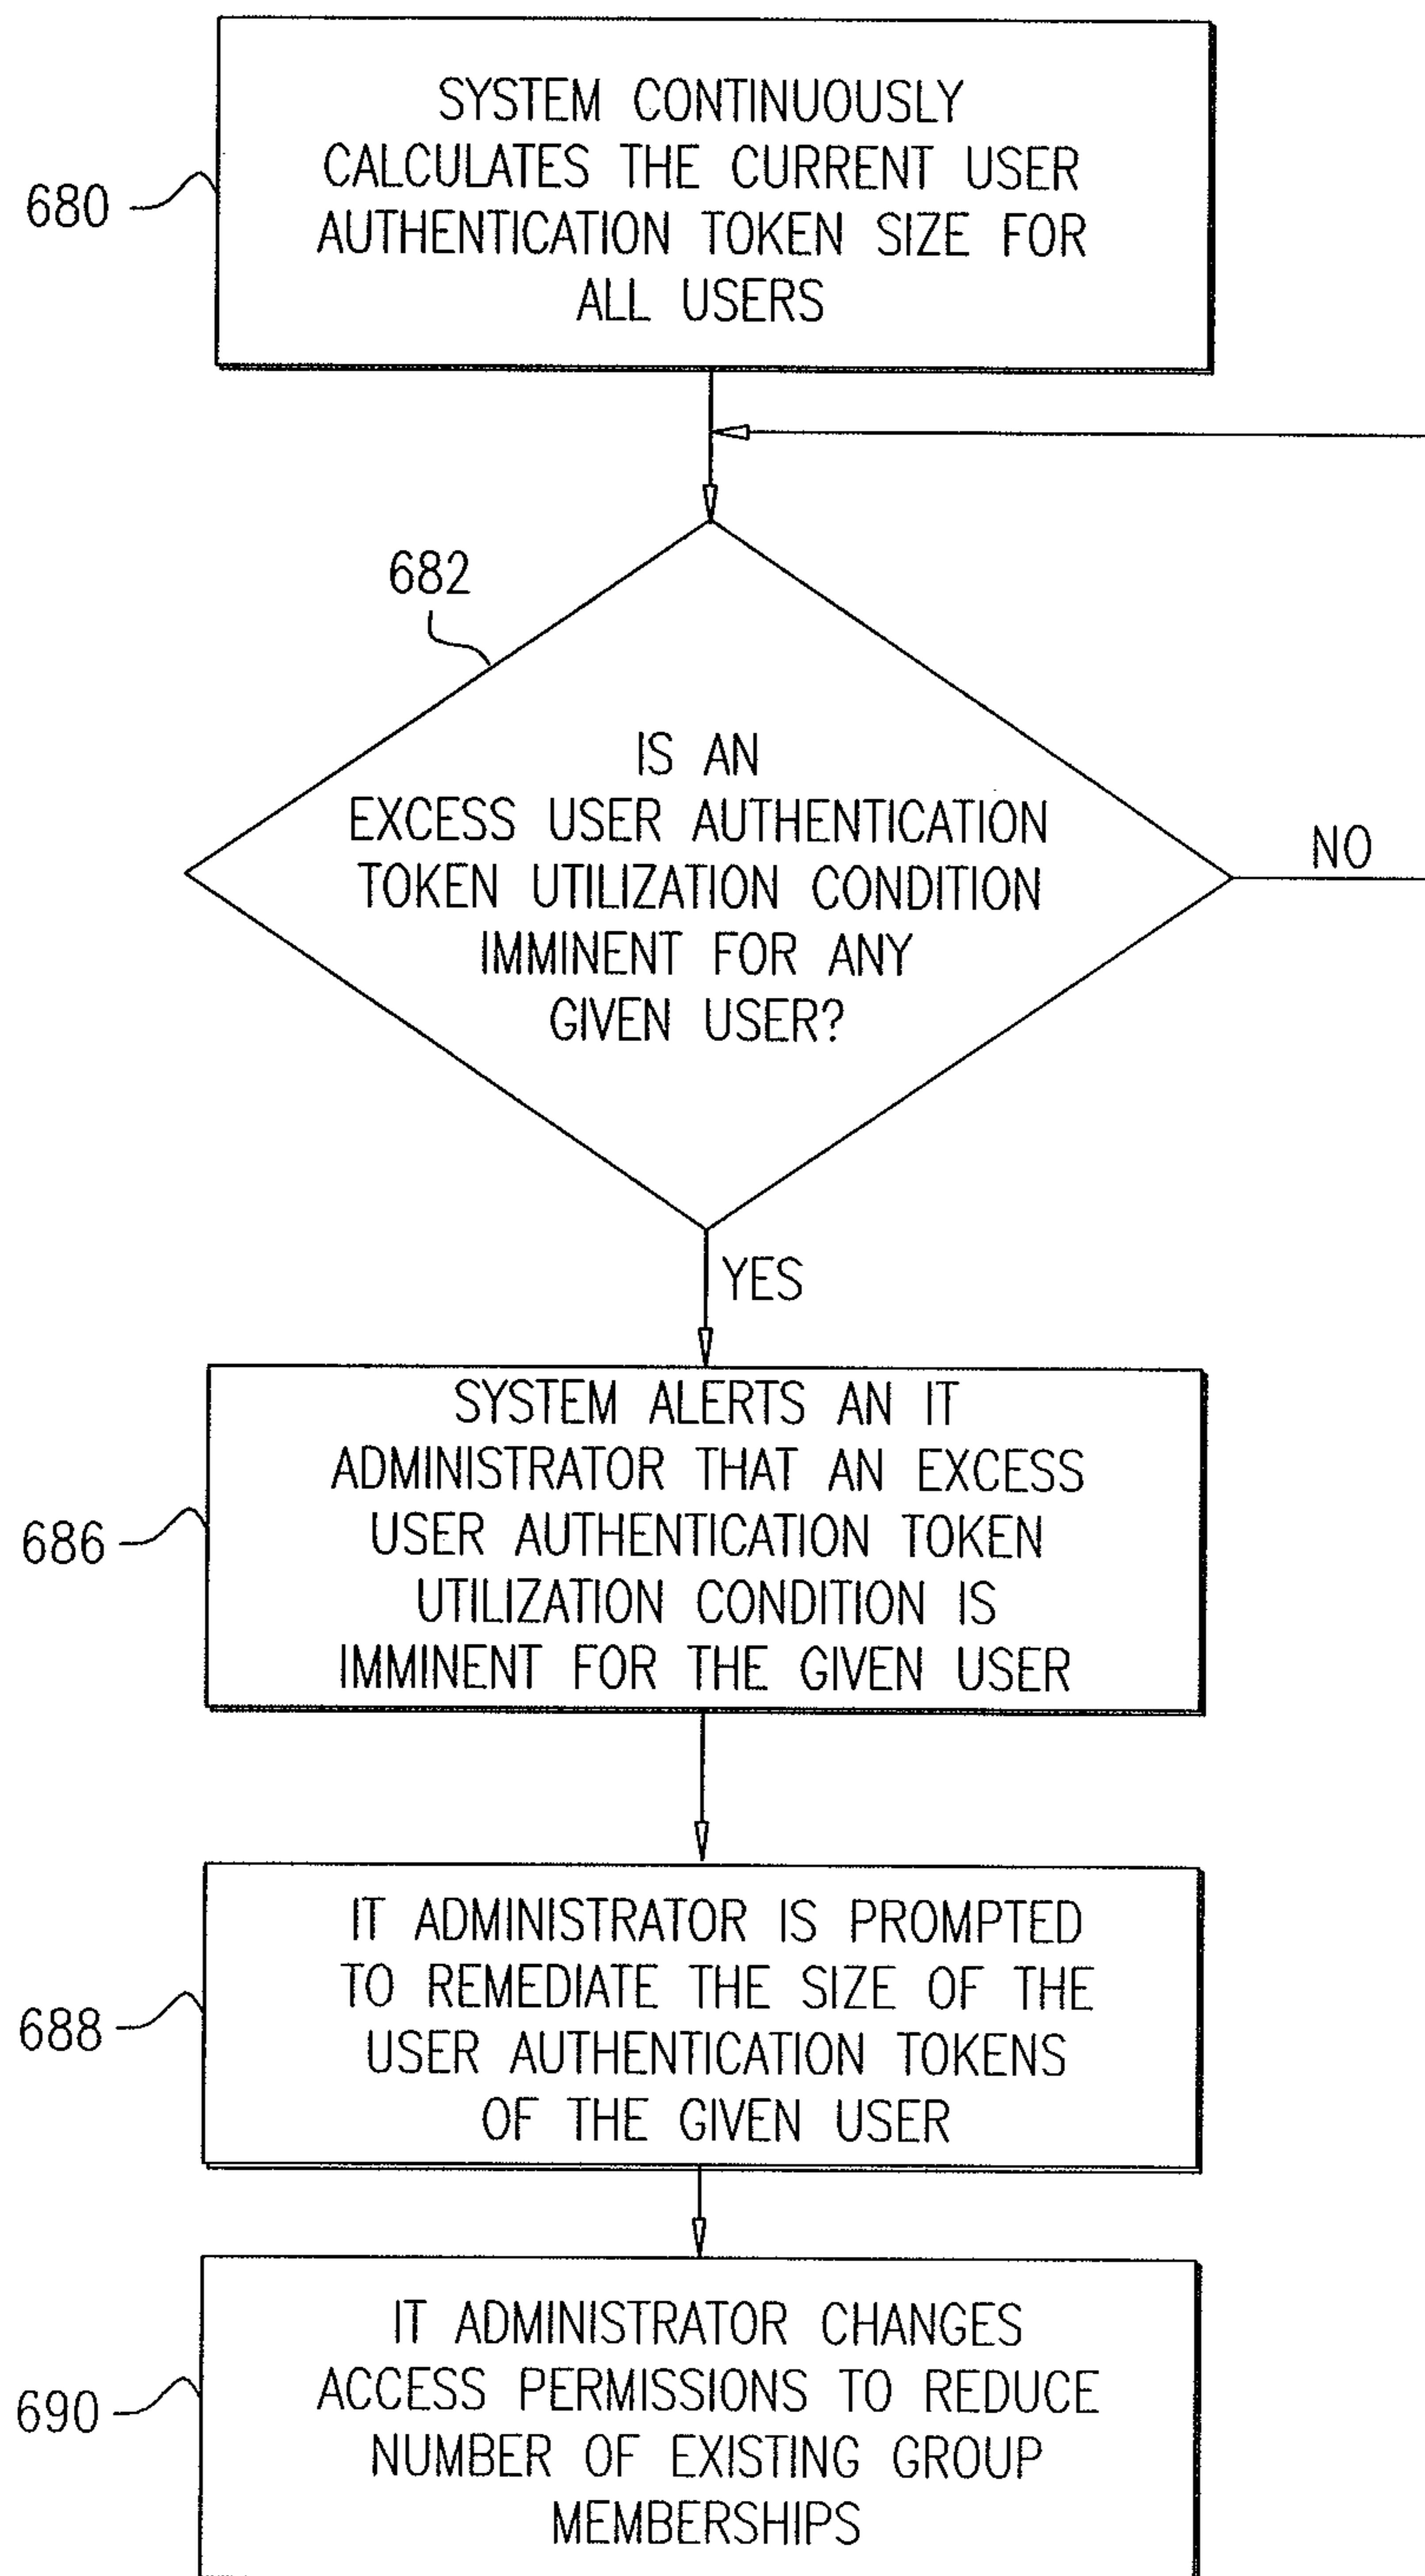 SYSTEM CONTINUOUSLY
CALCULATES THE CURRENT USER
AUTHENTICATION TOKEN SIZE FOR
ALL USERS
680
682
IS AN
EXCESS USER AUTHENTICATION
TOKEN UTILIZATION CONDITION
IMMINENT FOR ANY
GIVEN USER?
NO
YES
SYSTEM ALERTS AN IT
ADMINISTRATOR THAT AN EXCESS
USER AUTHENTICATION TOKEN
UTILIZATION CONDITION IS
IMMINENT FOR THE GIVEN USER
686
IT ADMINISTRATOR IS PROMPTED
TO REMEDIATE THE SIZE OF THE
USER AUTHENTICATION TOKENS
OF THE GIVEN USER
688
IT ADMINISTRATOR CHANGES
ACCESS PERMISSIONS TO REDUCE
NUMBER OF EXISTING GROUP
MEMBERSHIPS
690